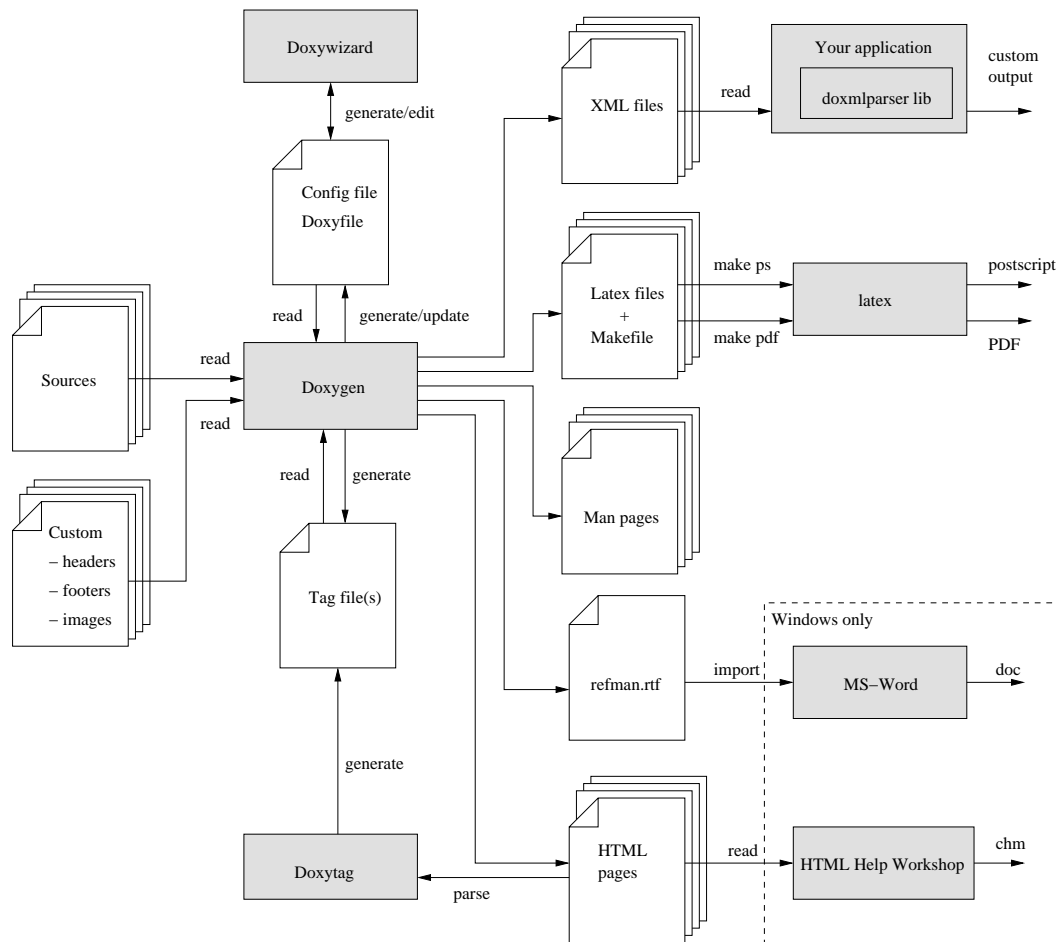 Doxywizard
generate/edit
Config file
Doxyfile
read
generate/update
Sources
read
Doxygen
read
Custom
– headers
– footers
– images
read
generate
Tag file(s)
generate
Doxytag
parse
XML files
read
Your application
doxmlparser lib
custom
output
Latex files
+
Makefile
make ps
make pdf
latex
postscript
PDF
Man pages
refman.rtf
import
Windows only
MS–Word
doc
HTML
pages
read
HTML Help Workshop
chm